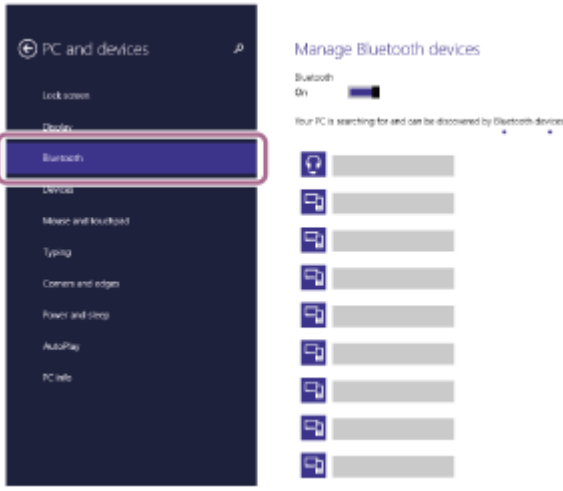 PC and devices
Lock screen
Display
Bluetooth
Devices
Mouse and touchpad
Typing
Corners and edges
Power and sleep
AutoPlay
PC info
Manage Bluetooth devices
Bluetooth
On
Your PC is searching for and can be discovered by Bluetooth devices